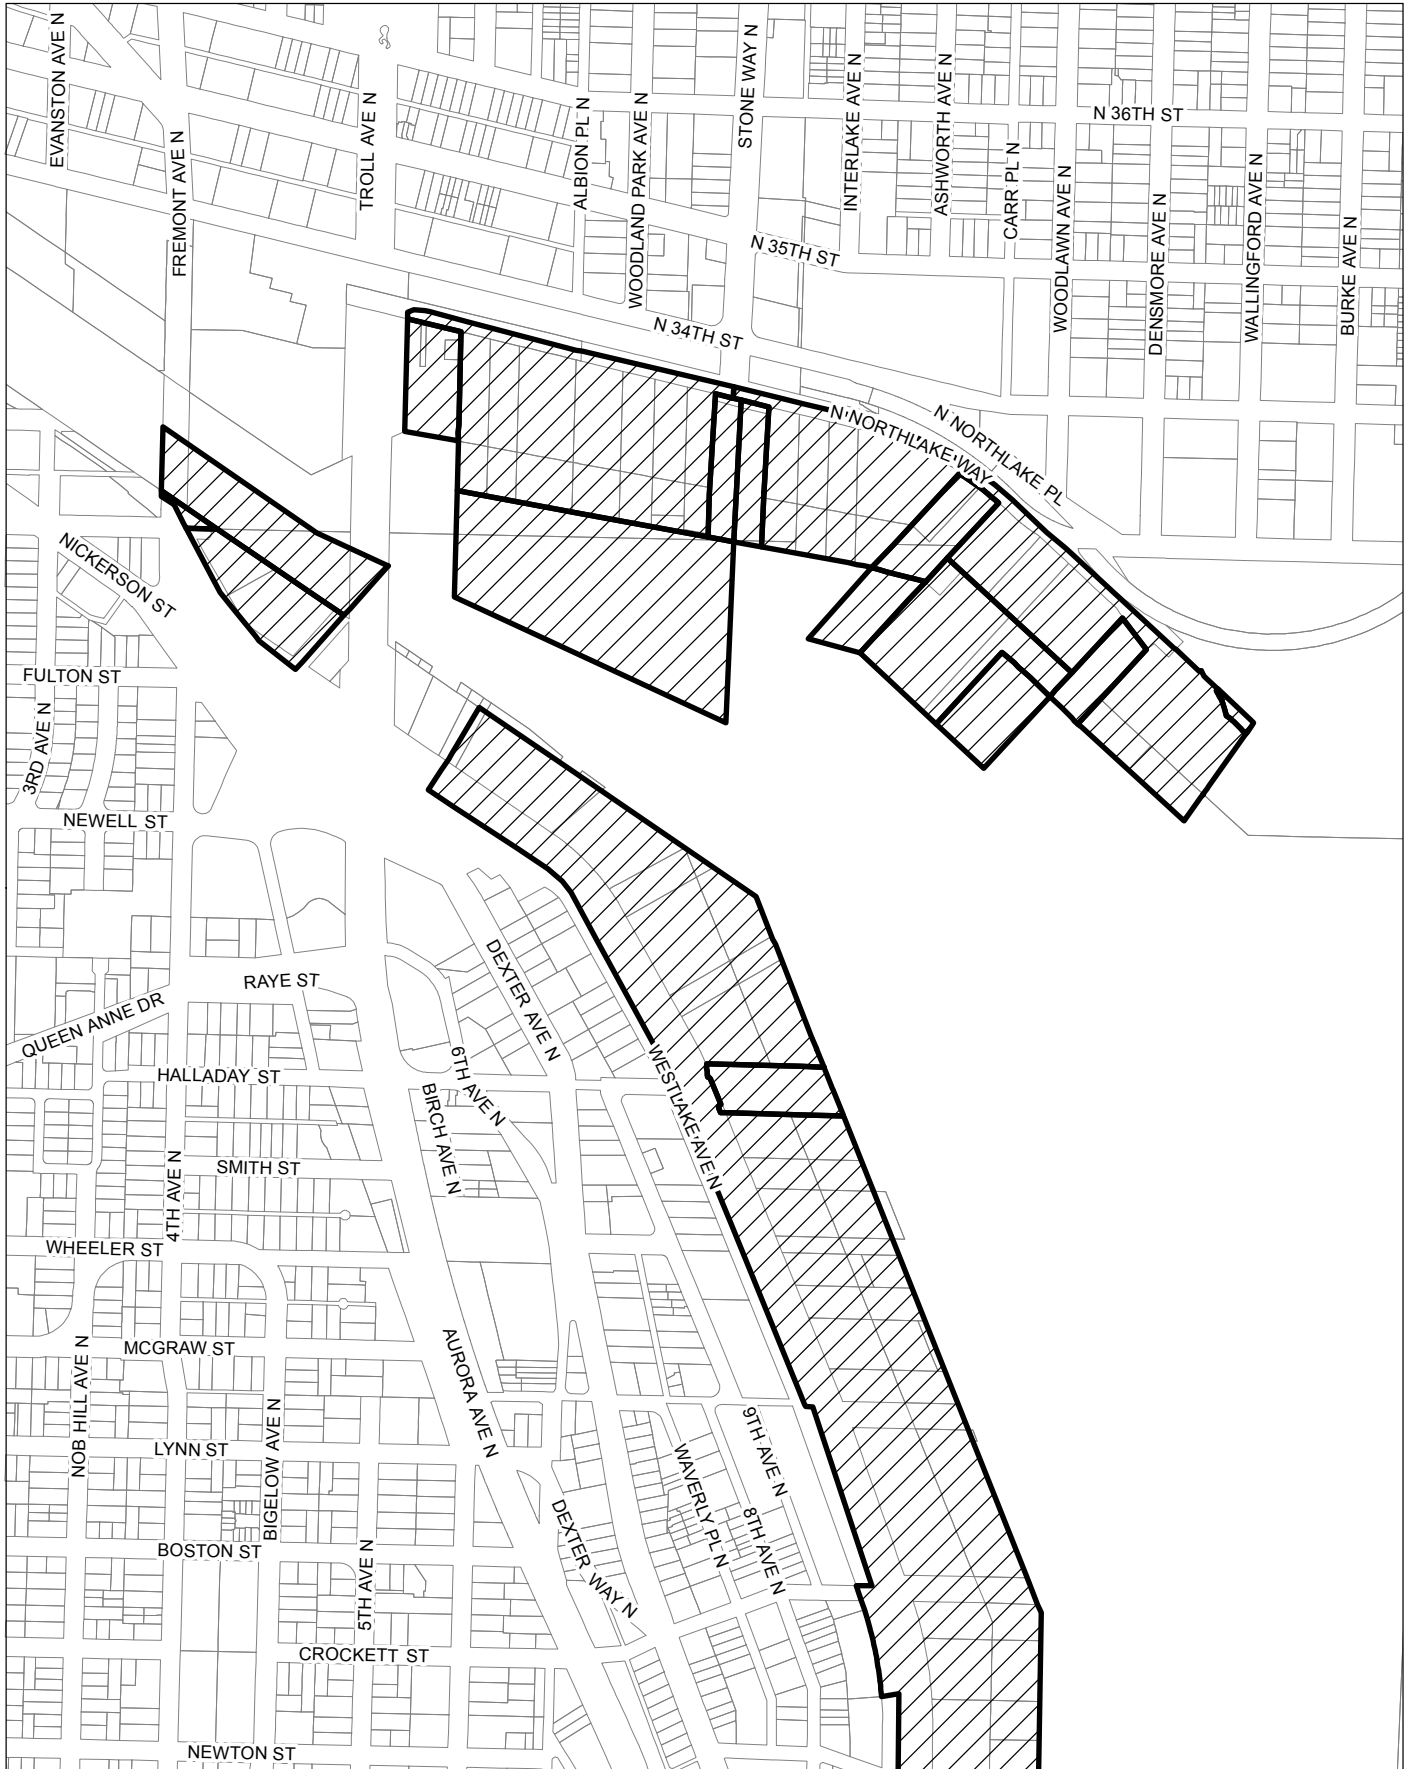 EVANSTON AVE N
FREMONT AVE N
TROLL AVE N
ALBION PL N
WOODLAND PARK AVE N
STONE WAY N
INTERLAKE AVE N
ASHWORTH AVE N
CARR PL N
WOODLAWN AVE N
N 36TH ST
DENSMORE AVE N
WALLINGFORD AVE N
BURKE AVE N
N 35TH ST
N 34TH ST
N NORTHLAKE WAY
N NORTHLAKE PL
NICKERSON ST
FULTON ST
3RD AVE N
NEWELL ST
RAYE ST
DEXTER AVE N
QUEEN ANNE DR
HALLADAY ST
6TH AVE N
BIRCH AVE N
WESTLAKE AVE N
SMITH ST
4TH AVE N
WHEELER ST
MCGRAW ST
NOB HILL AVE N
AURORA AVE N
BIGELOW AVE N
LYNN ST
9TH AVE N
WAVERLY PL N
8TH AVE N
DEXTER WAY N
BOSTON ST
5TH AVE N
CROCKETT ST
NEWTON ST